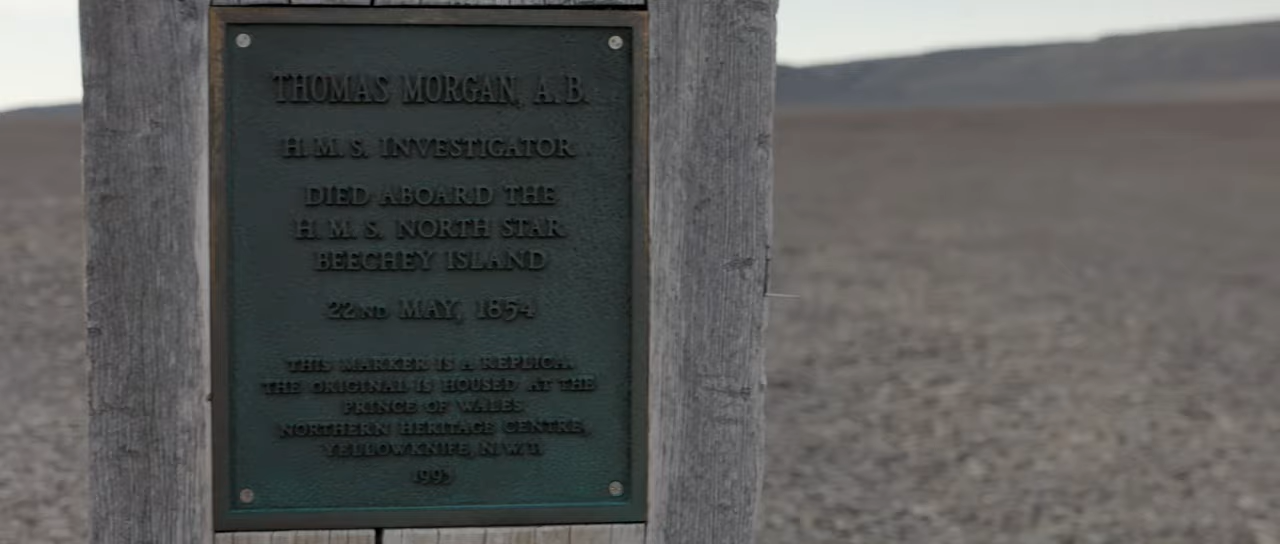 THOMAS MORGAN, A. B.
H. M. S. INVESTIGATOR
DIED ABOARD THE
H. M. S. NORTH STAR
BEECHEY ISLAND
22ND MAY, 1854
THIS MARKER IS A REPLICA.
THE ORIGINAL IS HOUSED AT THE
PRINCE OF WALES
NORTHERN HERITAGE CENTRE,
YELLOWKNIFE, N.W.T.